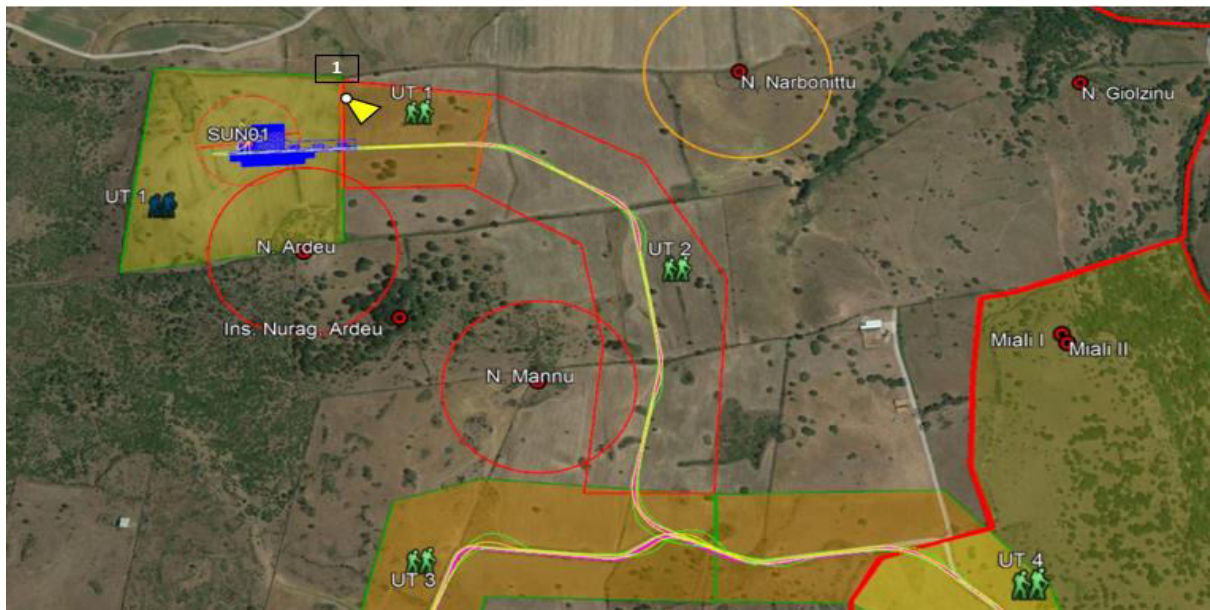 1
N. Narbonittu
N. Giolzinu
UT 1
SUN01
UT 1
N. Ardeu
UT 2
Ins. Nurag. Ardeu
Miali I
Miali II
N. Mannu
UT 3
UT 4